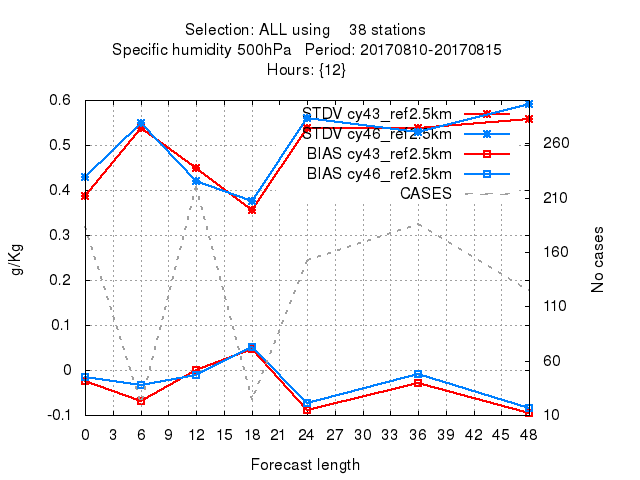 Selection: ALL using    38 stations
Specific humidity 500hPa   Period: 20170810-20170815
Hours: {12}
STDV cy43_ref2.5km
STDV cy46_ref2.5km
BIAS cy43_ref2.5km
BIAS cy46_ref2.5km
CASES
g/Kg
0.6
0.5
0.4
0.3
0.2
0.1
0
-0.1
No cases
260
210
160
110
60
10
0 3 6 9 12 15 18 21 24 27 30 33 36 39 42 45 48
Forecast length